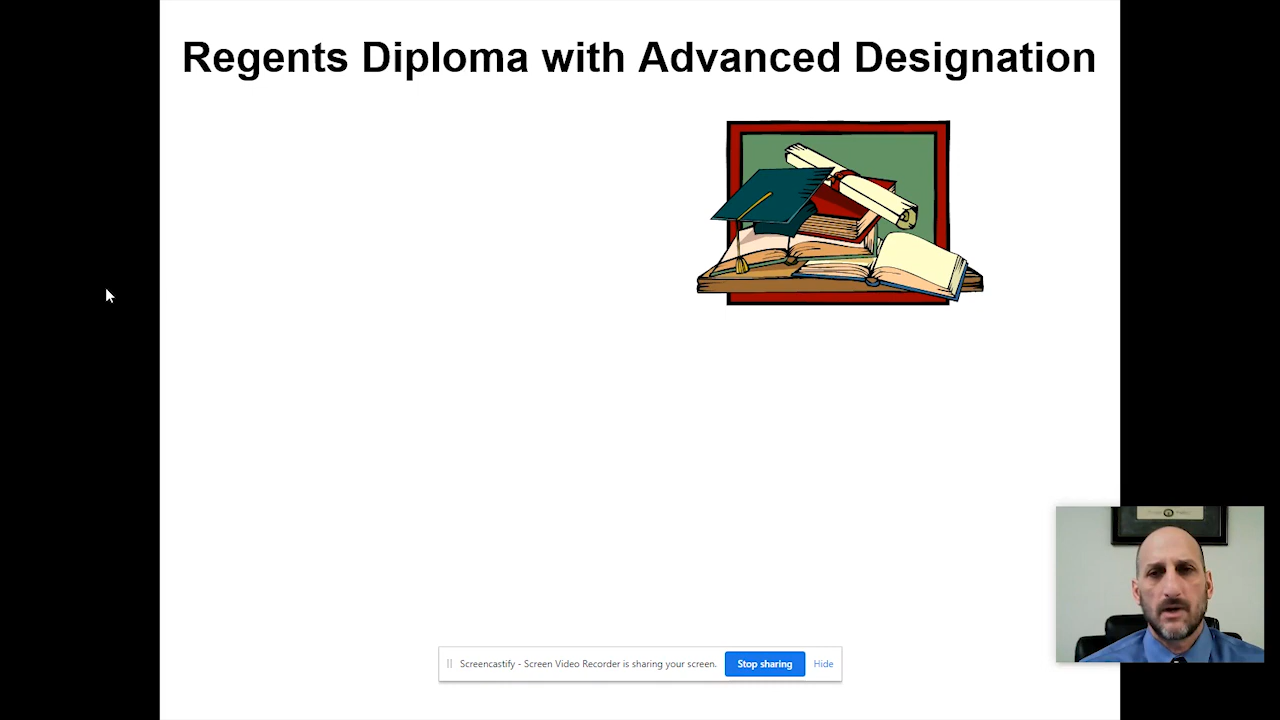 Regents Diploma with Advanced Designation
Screencastify - Screen Video Recorder is sharing your screen. Stop sharing Hide